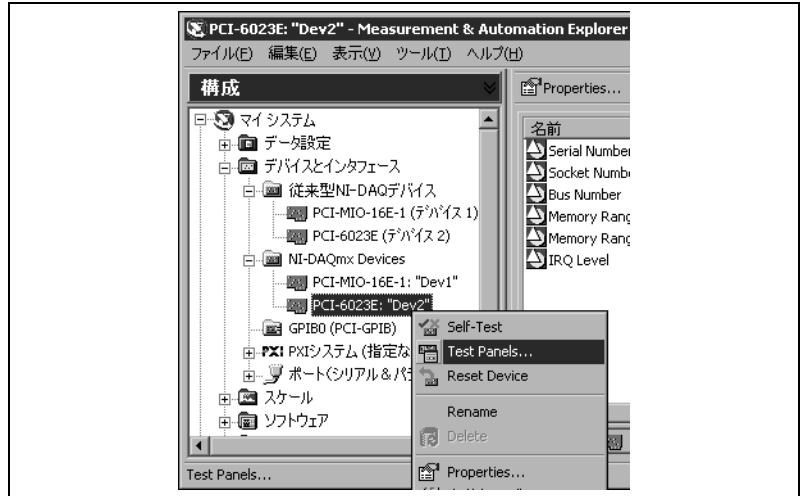 PCI-6023E: "Dev2" - Measurement & Automation Explorer
ファイル(F) 編集(E) 表示(V) ツール(T) ヘルプ(H)
構成
マイ システム
データ設定
デバイスとインタフェース
従来型NI-DAQデバイス
PCI-MIO-16E-1 (デバイス 1)
PCI-6023E (デバイス 2)
NI-DAQmx Devices
PCI-MIO-16E-1: "Dev1"
PCI-6023E: "Dev2"
GPIB0 (PCI-GPIB)
PXI PXIシステム (指定な
ポート(シリアル & パ
スケール
ソフトウェア
Test Panels...
Properties...
名前
Serial Number
Socket Numb
Bus Number
Memory Rang
Memory Rang
IRQ Level
Self-Test
Test Panels...
Reset Device
Rename
Delete
Properties...